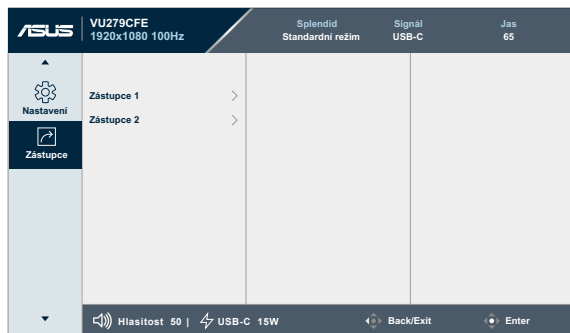 ASUS
VU279CFE
1920x1080 100Hz
Splendid
Standardní režim
Signál
USB-C
Jas
65
Nastavení
Zástupce
Zástupce 1
Zástupce 2
Hlasitost 50 | USB-C 15W
Back/Exit
Enter